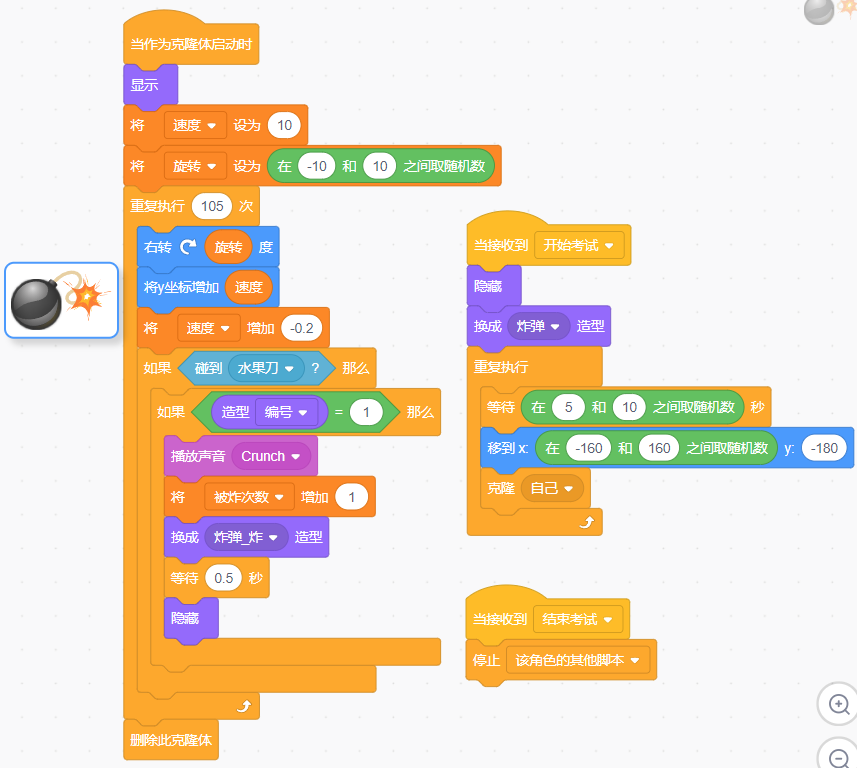 当作为克隆体启动时
显示
将 速度 设为 10
将 旋转 设为 在 -10 和 10 之间取随机数
重复执行 105 次
右转 旋转 度
将y坐标增加 速度
将 速度 增加 -0.2
如果 碰到 水果刀 ? 那么
如果 造型 编号 = 1 那么
播放声音 Crunch
将 被炸次数 增加 1
换成 炸弹_炸 造型
等待 0.5 秒
隐藏
删除此克隆体
当接收到 开始考试
隐藏
换成 炸弹 造型
重复执行
等待 在 5 和 10 之间取随机数 秒
移到 x: 在 -160 和 160 之间取随机数 y: -180
克隆 自己
当接收到 结束考试
停止 该角色的其他脚本